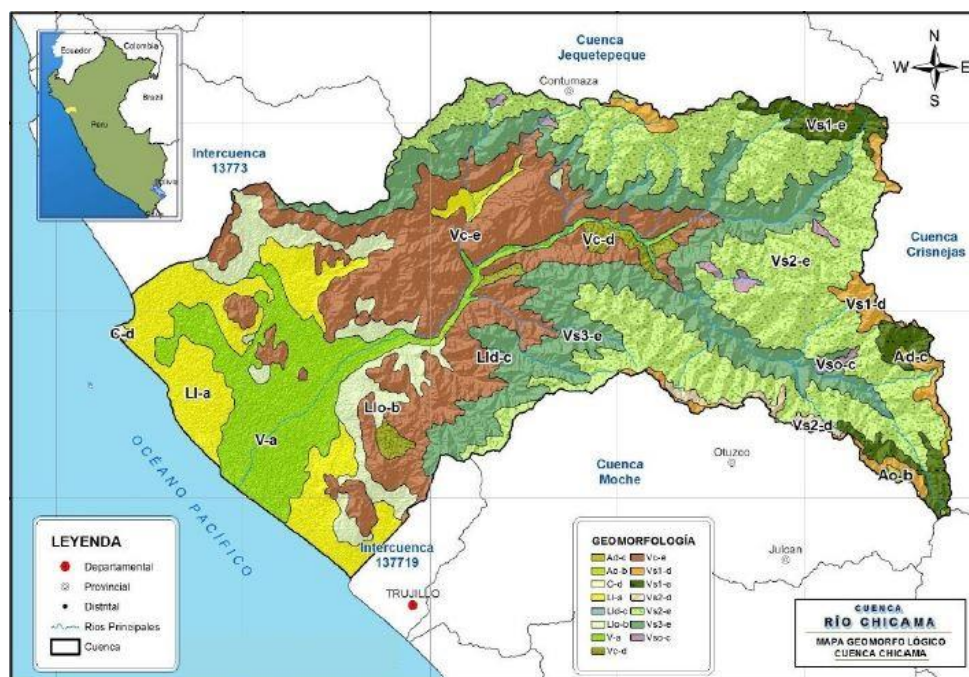 Ecuador
Colombia
Brazil
Peru
Bolivia
Cuenca
Jequetepeque
Contumaza
N
W E
S
Intercuenca
13773
Vs1-e
Vc-e
Vc-d
Vs2-e
Cuenca
Crisnejas
C-d
Vs1-d
Vs3-e
Lld-c
Vso-c
Ad-c
Ll-a
Llo-b
V-a
Vs2-d
Ao-b
Otuzco
Cuenca
Moche
OCÉANO PACÍFICO
Intercuenca
137719
TRUJILLO
Julcan
LEYENDA
Departamental
Provincial
Distrital
Rios Principales
Cuenca
GEOMORFOLOGÍA
Ad-c
Ao-b
C-d
Ll-a
Lld-c
Llo-b
V-a
Vc-d
Vc-e
Vs1-d
Vs1-e
Vs2-d
Vs2-e
Vs3-e
Vso-c
CUENCA
RÍO CHICAMA
MAPA GEOMORFOLÓGICO
CUENCA CHICAMA